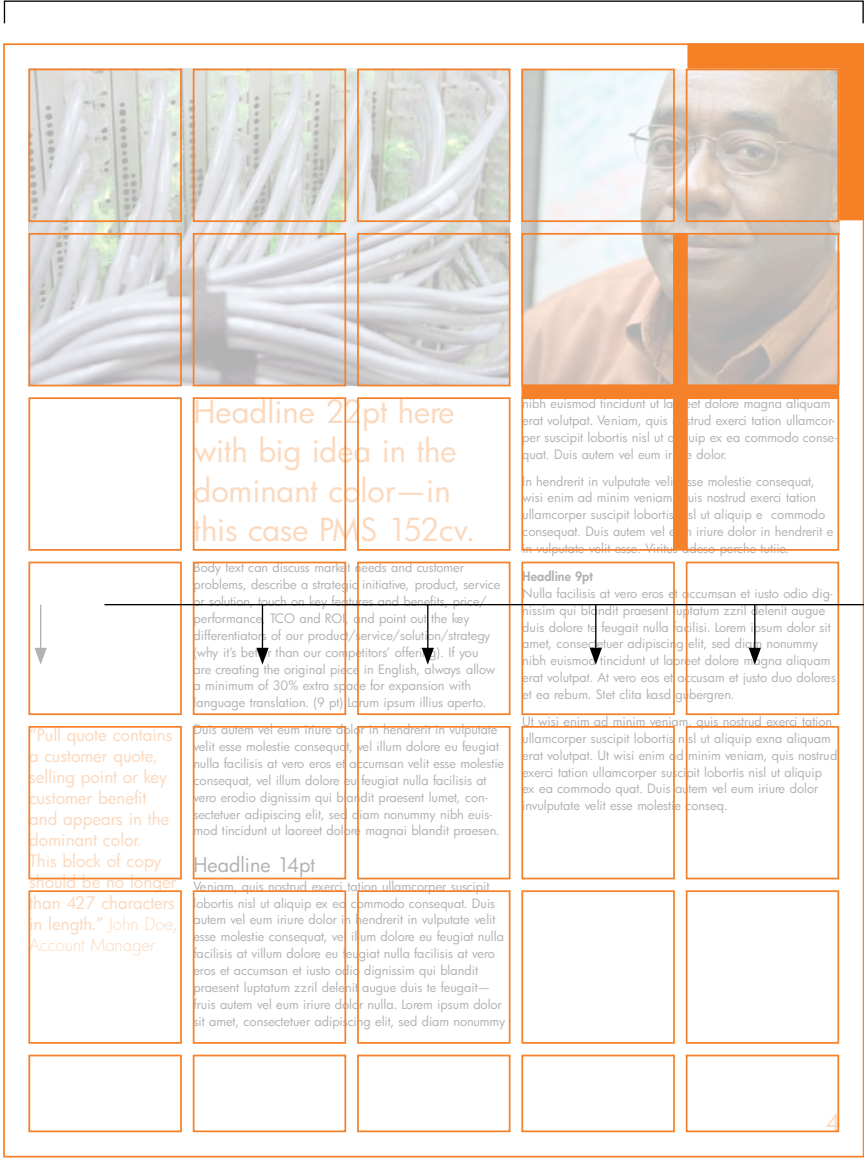 Headline 22pt here
with big idea in the
dominant color—in
this case PMS 152cv.
Body text can discuss market needs and customer
problems, describe a strategic initiative, product, service
or solution, touch on key features and benefits, price/
performance, TCO and ROI, and point out the key
differentiators of our product/service/solution/strategy
(why it's better than our competitors' offering). If you
are creating the original piece in English, always allow
a minimum of 30% extra space for expansion with
language translation. (9 pt) Lorum ipsum illius aperto.
Duis autem vel eum iriure dolor in hendrerit in vulputate
velit esse molestie consequat, vel illum dolore eu feugiat
nulla facilisis at vero eros et accumsan velit esse molestie
consequat, vel illum dolore eu feugiat nulla facilisis at
vero erodio dignissim qui blandit praesent lumet, con-
sectetuer adipiscing elit, sed diam nonummy nibh euis-
mod tincidunt ut laoreet dolore magnai blandit praesen.
Headline 14pt
Veniam, quis nostrud exerci tation ullamcorper suscipit
lobortis nisl ut aliquip ex ea commodo consequat. Duis
autem vel eum iriure dolor in hendrerit in vulputate velit
esse molestie consequat, vel illum dolore eu feugiat nulla
facilisis at villum dolore eu feugiat nulla facilisis at vero
eros et accumsan et iusto odio dignissim qui blandit
praesent luptatum zzril delenit augue duis te feugait—
fruis autem vel eum iriure dolor nulla. Lorem ipsum dolor
sit amet, consectetuer adipiscing elit, sed diam nonummy
nibh euismod tincidunt ut laoreet dolore magna aliquam
erat volutpat. Veniam, quis nostrud exerci tation ullamcor-
per suscipit lobortis nisl ut aliquip ex ea commodo conse-
quat. Duis autem vel eum iriure dolor.
In hendrerit in vulputate velit esse molestie consequat,
wisi enim ad minim veniam, quis nostrud exerci tation
ullamcorper suscipit lobortis nisl ut aliquip e commodo
consequat. Duis autem vel eum iriure dolor in hendrerit e
in vulputate velit esse. Viritus odeso perche tutiie.
Headline 9pt
Nulla facilisis at vero eros et accumsan et iusto odio dig-
nissim qui blandit praesent luptatum zzril delenit augue
duis dolore te feugait nulla facilisi. Lorem ipsum dolor sit
amet, consectetuer adipiscing elit, sed diam nonummy
nibh euismod tincidunt ut laoreet dolore magna aliquam
erat volutpat. At vero eos et accusam et justo duo dolores
et ea rebum. Stet clita kasd gubergren.
Ut wisi enim ad minim veniam, quis nostrud exerci tation
ullamcorper suscipit lobortis nisl ut aliquip exna aliquam
erat volutpat. Ut wisi enim ad minim veniam, quis nostrud
exerci tation ullamcorper suscipit lobortis nisl ut aliquip
ex ea commodo quat. Duis autem vel eum iriure dolor
invulputate velit esse molestie conseq.
"Pull quote contains
a customer quote,
selling point or key
customer benefit
and appears in the
dominant color.
This block of copy
should be no longer
than 427 characters
in length." John Doe,
Account Manager
4